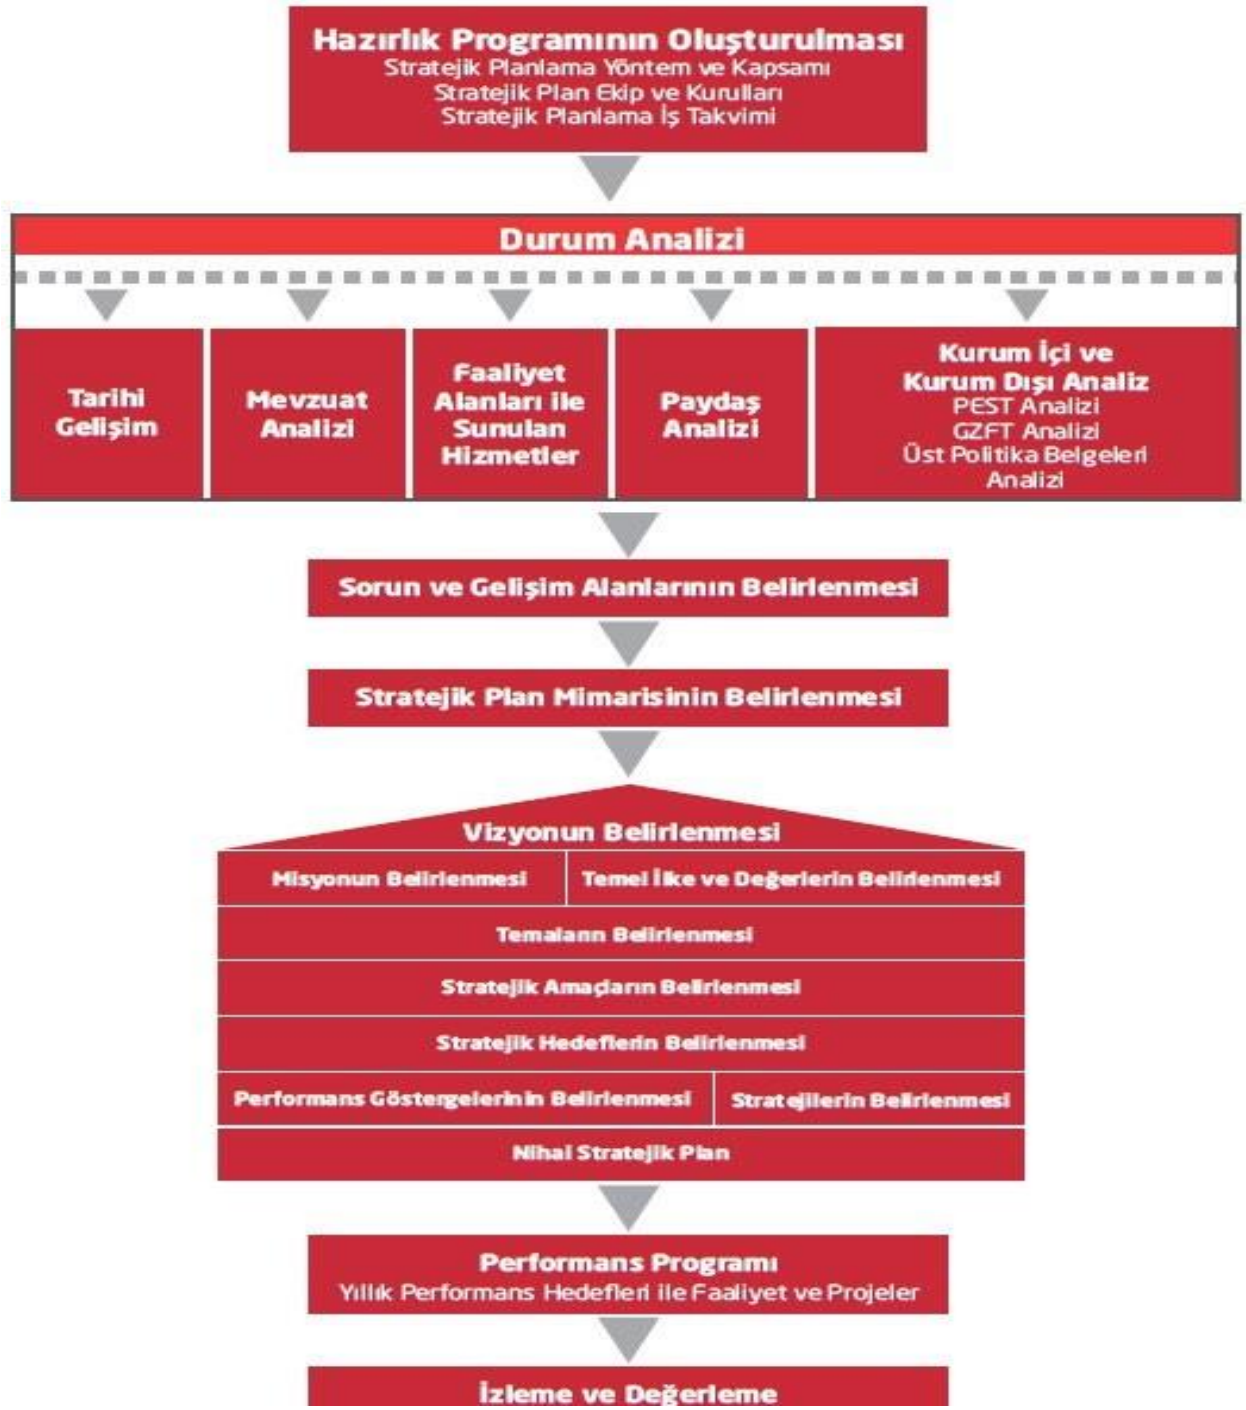 Hazırlık Programının Oluşturulması
Stratejik Planlama Yöntem ve Kapsamı
Stratejik Plan Ekip ve Kurulları
Stratejik Planlama İş Takvimi
Durum Analizi
Tarihi
Gelişim
Mevzuat
Analizi
Faaliyet
Alanları ile
Sunulan
Hizmetler
Paydaş
Analizi
Kurum İçi ve
Kurum Dışı Analiz
PEST Analizi
GZFT Analizi
Üst Politika Belgeleri
Analizi
Sorun ve Gelişim Alanlarının Belirlenmesi
Stratejik Plan Mimarisinin Belirlenmesi
Vizyonun Belirlenmesi
Misyonun Belirlenmesi
Temel İlke ve Değerlerin Belirlenmesi
Temaların Belirlenmesi
Stratejik Amaçların Belirlenmesi
Stratejik Hedeflerin Belirlenmesi
Performans Göstergelerinin Belirlenmesi
Stratejilerin Belirlenmesi
Nihai Stratejik Plan
Performans Programı
Yıllık Performans Hedefleri ile Faaliyet ve Projeler
İzleme ve Değerleme